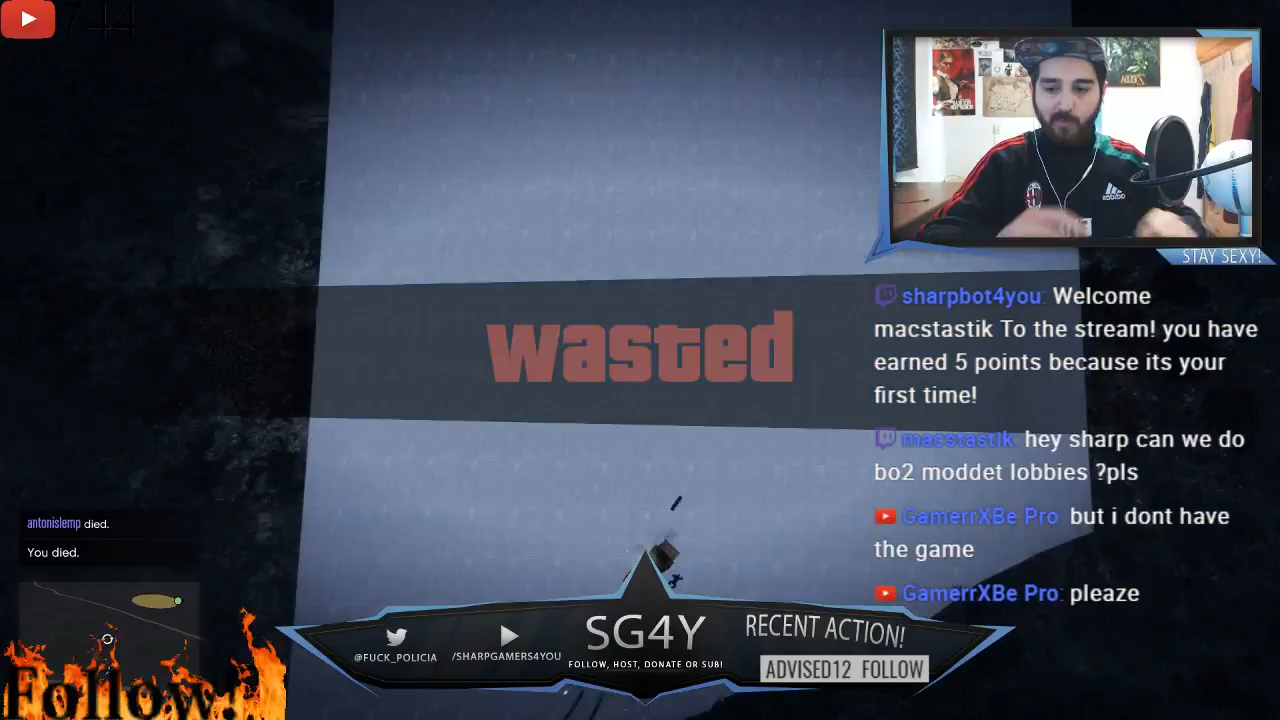 744
STAY SEXY!
sharpbot4you: Welcome
macstastik To the stream! you have
earned 5 points because its your
first time!
macstastik: hey sharp can we do
bo2 moddet lobbies ?pls
GamerrXBe Pro: but i dont have
the game
GamerrXBe Pro: pleaze
wasted
antonislemp died.
You died.
@FUCK_POLICIA
/SHARPGAMERS4YOU
SG4Y
FOLLOW, HOST, DONATE OR SUB!
RECENT ACTION!
ADVISED12 FOLLOW
Follow!
adidas